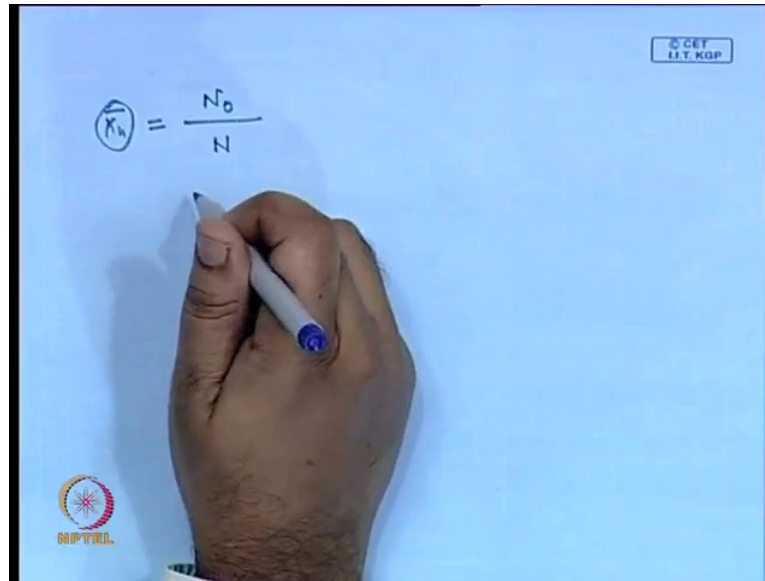 © CET
I.I.T. KGP
X̄ₙ = N₀ / N
NPTEL